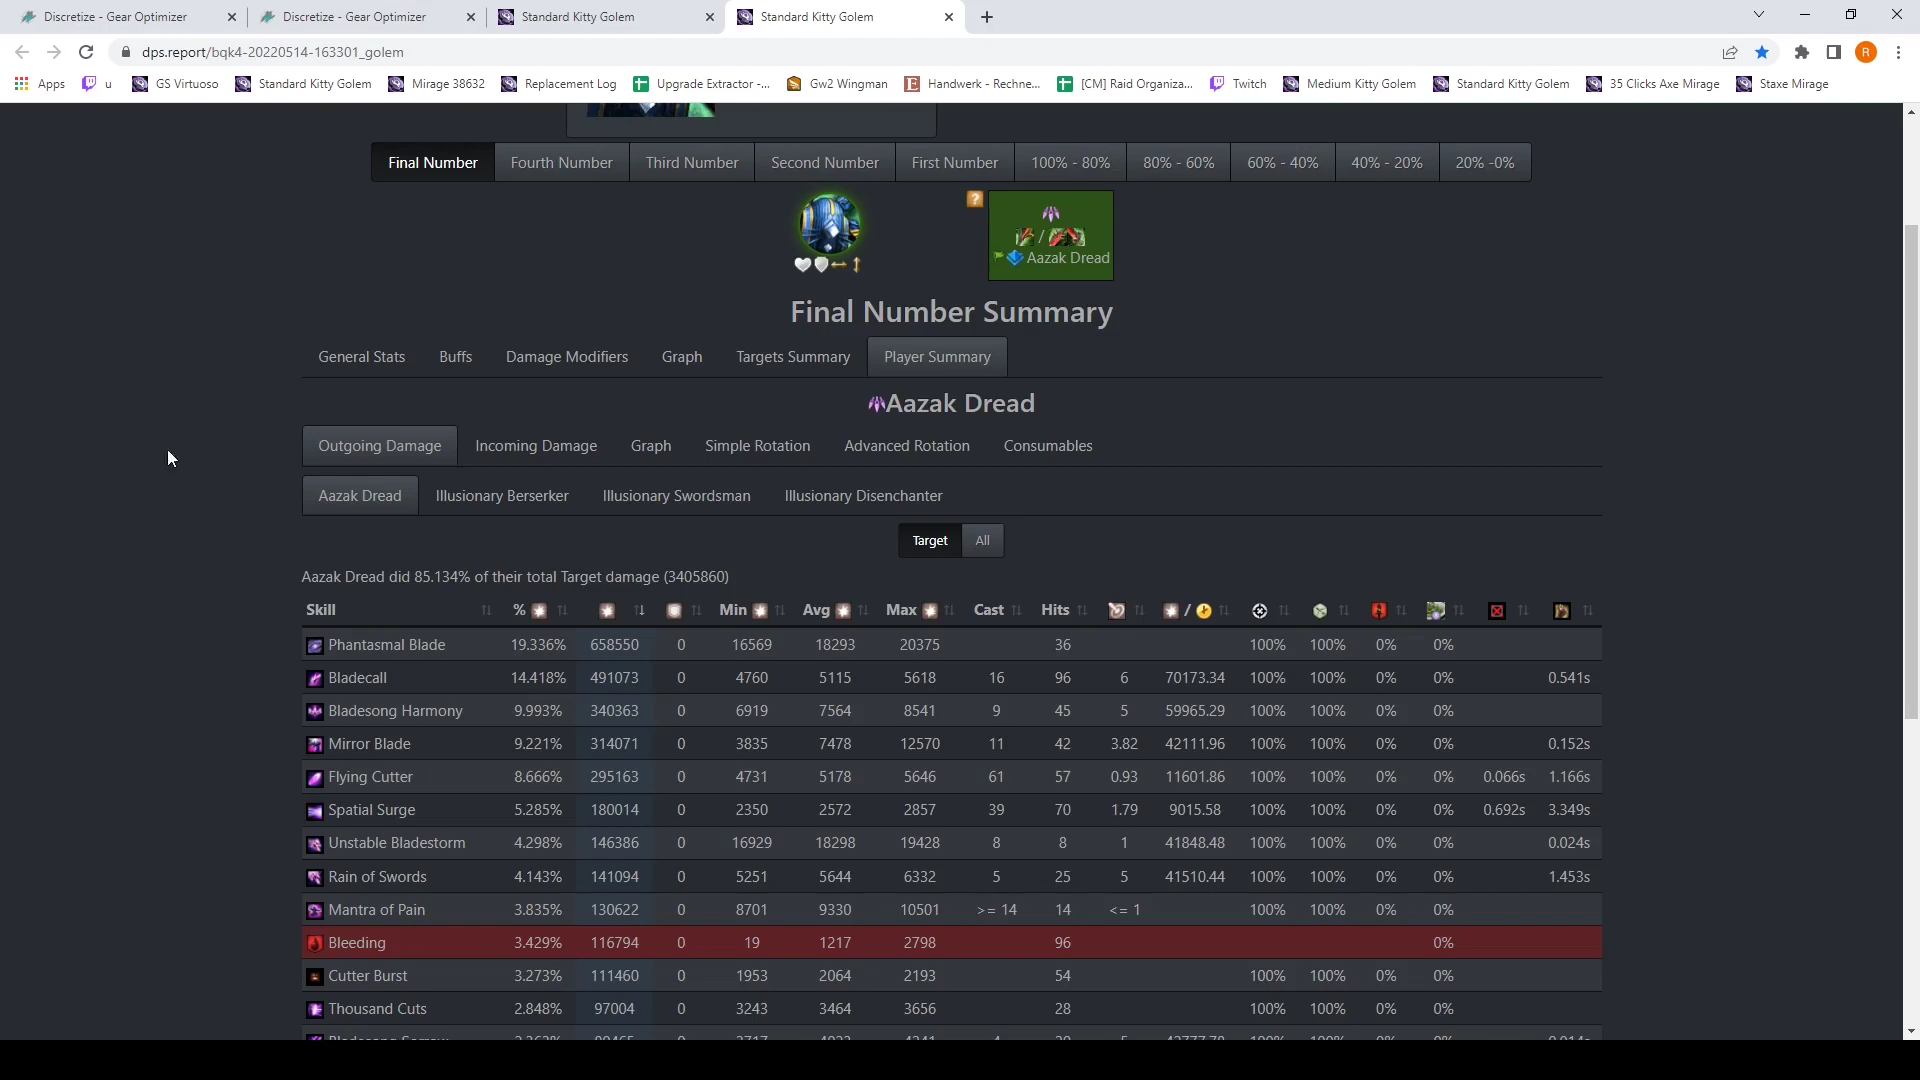 Discretize - Gear Optimizer Discretize - Gear Optimizer Standard Kitty Golem Standard Kitty Golem
dps.report/bqk4-20220514-163301_golem R
Apps u GS Virtuoso Standard Kitty Golem Mirage 38632 Replacement Log Upgrade Extractor -... Gw2 Wingman Handwerk - Rechne... [CM] Raid Organiza... Twitch Medium Kitty Golem Standard Kitty Golem 35 Clicks Axe Mirage Staxe Mirage
Final Number Fourth Number Third Number Second Number First Number 100% - 80% 80% - 60% 60% - 40% 40% - 20% 20% -0%
?
/
Aazak Dread
Final Number Summary
General Stats Buffs Damage Modifiers Graph Targets Summary Player Summary
Aazak Dread
Outgoing Damage Incoming Damage Graph Simple Rotation Advanced Rotation Consumables
Aazak Dread Illusionary Berserker Illusionary Swordsman Illusionary Disenchanter
Target All
Aazak Dread did 85.134% of their total Target damage (3405860)
Skill % Min Avg Max Cast Hits /
Phantasmal Blade 19.336% 658550 0 16569 18293 20375 36 100% 100% 0% 0%
Bladecall 14.418% 491073 0 4760 5115 5618 16 96 6 70173.34 100% 100% 0% 0% 0.541s
Bladesong Harmony 9.993% 340363 0 6919 7564 8541 9 45 5 59965.29 100% 100% 0% 0%
Mirror Blade 9.221% 314071 0 3835 7478 12570 11 42 3.82 42111.96 100% 100% 0% 0% 0.152s
Flying Cutter 8.666% 295163 0 4731 5178 5646 61 57 0.93 11601.86 100% 100% 0% 0% 0.066s 1.166s
Spatial Surge 5.285% 180014 0 2350 2572 2857 39 70 1.79 9015.58 100% 100% 0% 0% 0.692s 3.349s
Unstable Bladestorm 4.298% 146386 0 16929 18298 19428 8 8 1 41848.48 100% 100% 0% 0% 0.024s
Rain of Swords 4.143% 141094 0 5251 5644 6332 5 25 5 41510.44 100% 100% 0% 0% 1.453s
Mantra of Pain 3.835% 130622 0 8701 9330 10501 >= 14 14 <= 1 100% 100% 0% 0%
Bleeding 3.429% 116794 0 19 1217 2798 96 0%
Cutter Burst 3.273% 111460 0 1953 2064 2193 54 100% 100% 0% 0%
Thousand Cuts 2.848% 97004 0 3243 3464 3656 28 100% 100% 0% 0%